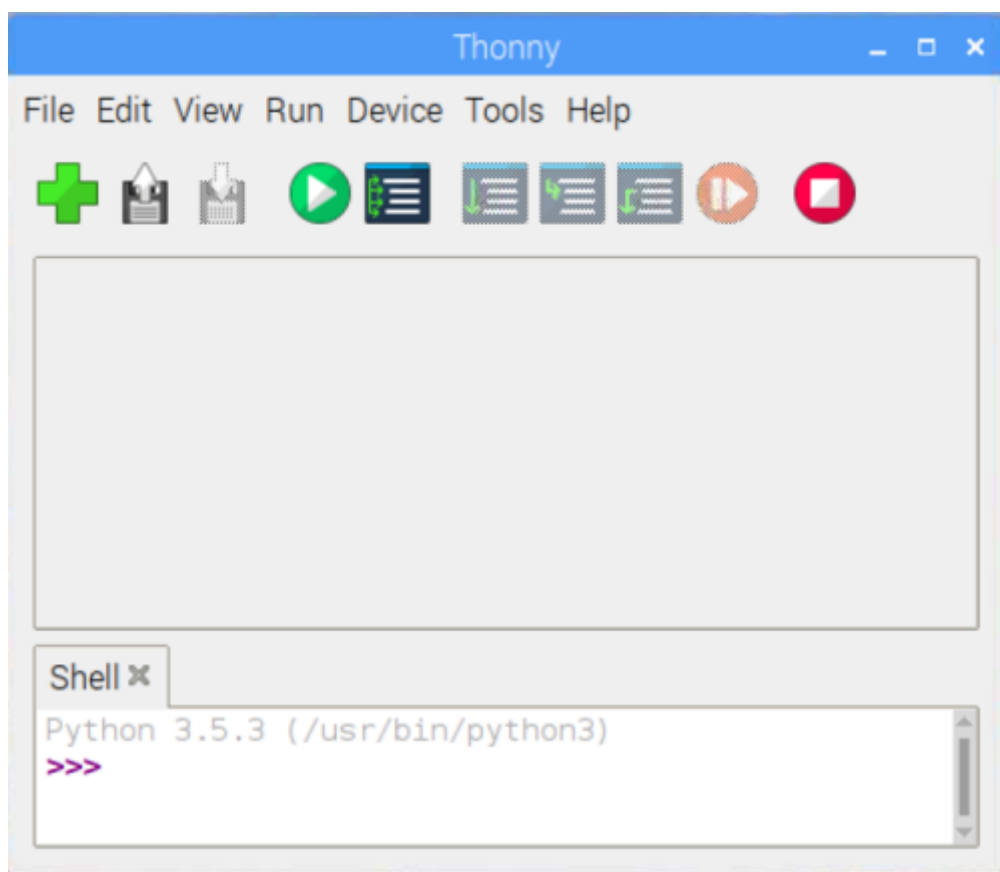 Thonny
File Edit View Run Device Tools Help
Shell
Python 3.5.3 (/usr/bin/python3)
>>>